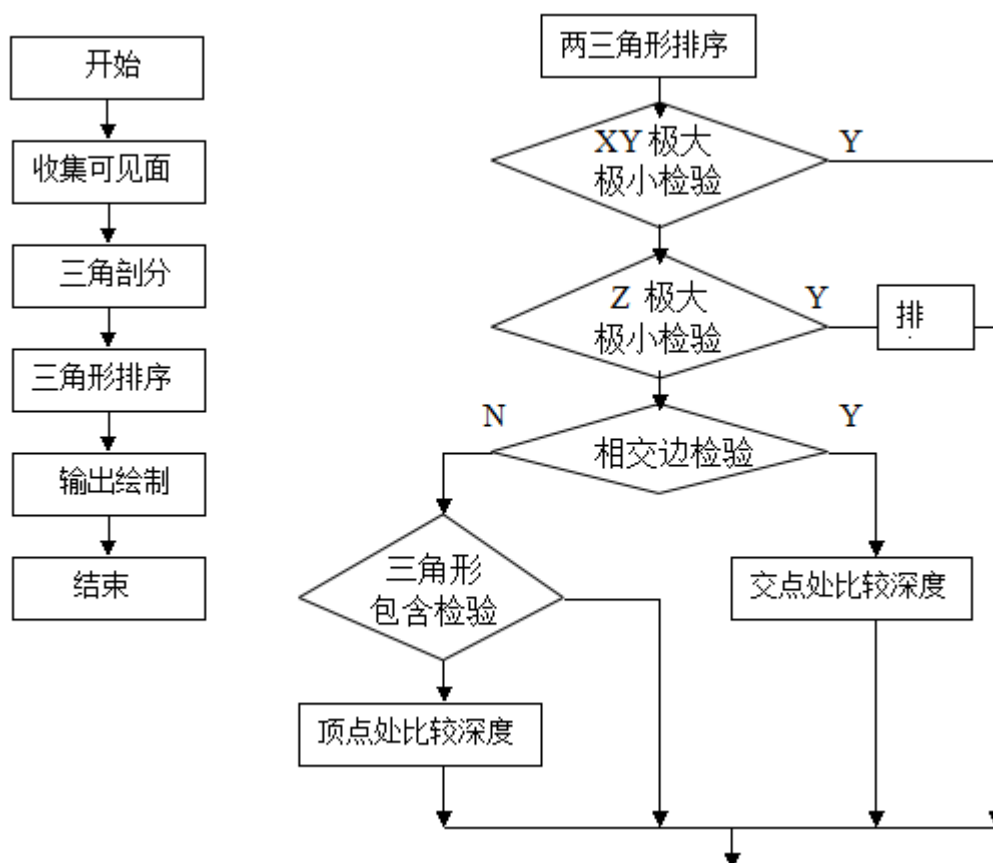 开始
收集可见面
三角剖分
三角形排序
输出绘制
结束
两三角形排序
XY 极大
极小检验
Y
Z 极大
极小检验
Y
排
相交边检验
N
Y
三角形
包含检验
交点处比较深度
顶点处比较深度